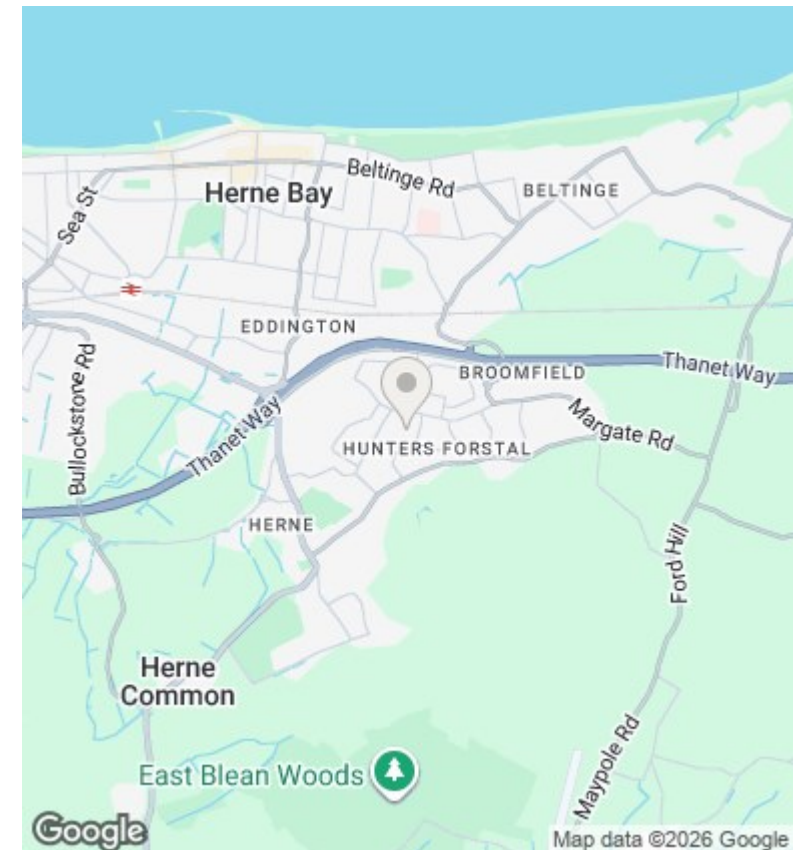 Beltinge Rd
Herne Bay
BELTINGE
Sea St
EDDINGTON
Thanet Way
BROOMFIELD
Bullockstone Rd
Thanet Way
Margate Rd
HUNTERS FORSTAL
HERNE
Ford Hill
Herne
Common
Maypole Rd
East Blean Woods
Google
Map data ©2026 Google